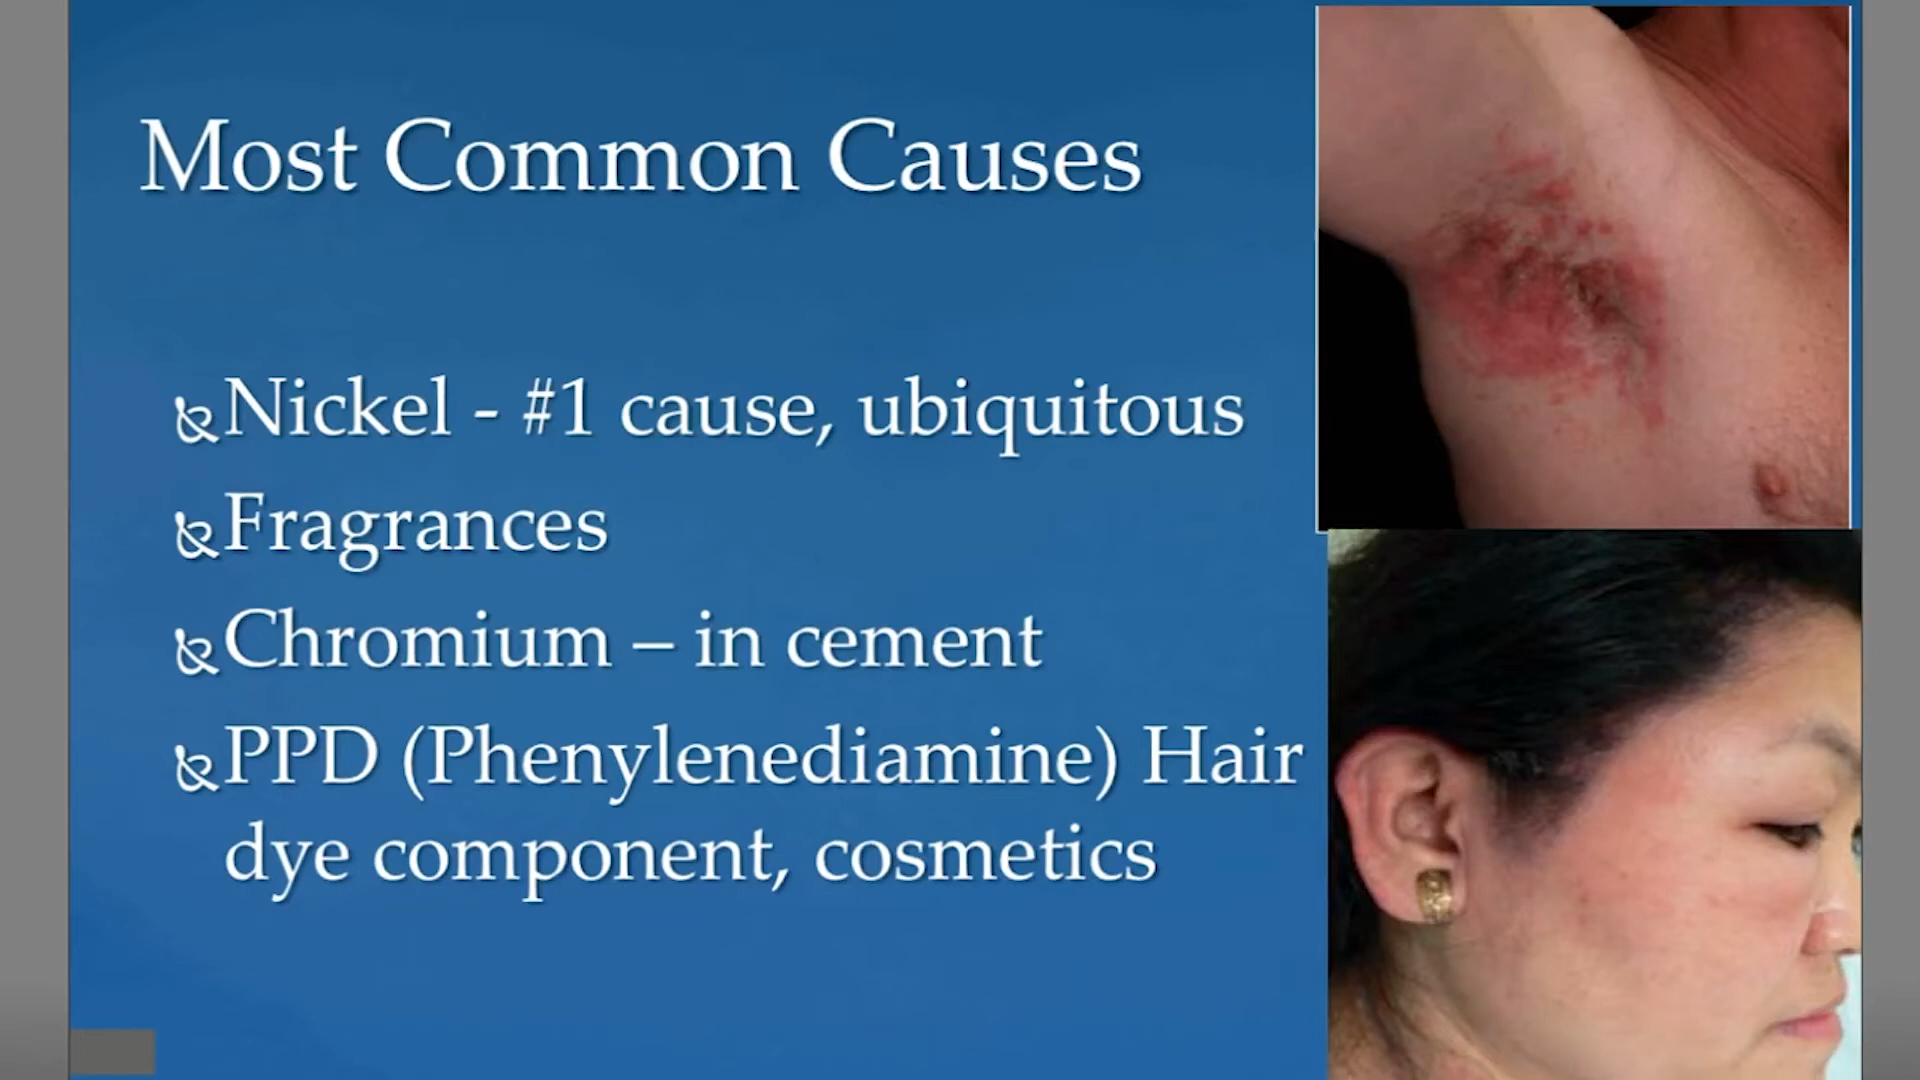 Most Common Causes
Nickel - #1 cause, ubiquitous
Fragrances
Chromium – in cement
PPD (Phenylenediamine) Hair
dye component, cosmetics